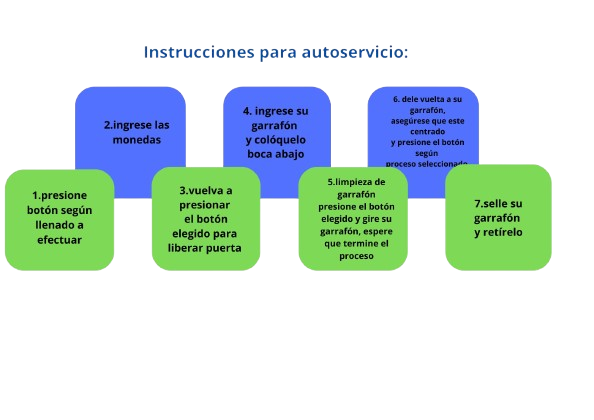 Instrucciones para autoservicio:
1.presione
botón según
llenado a
efectuar
2.ingrese las
monedas
3.vuelva a
presionar
el botón
elegido para
liberar puerta
4. ingrese su
garrafón
y colóquelo
boca abajo
5.limpieza de
garrafón
presione el botón
elegido y gire su
garrafón, espere
que termine el
proceso
6. dele vuelta a su
garrafón,
asegúrese que este
centrado
y presione el botón
según
proceso seleccionado
7.selle su
garrafón
y retírelo